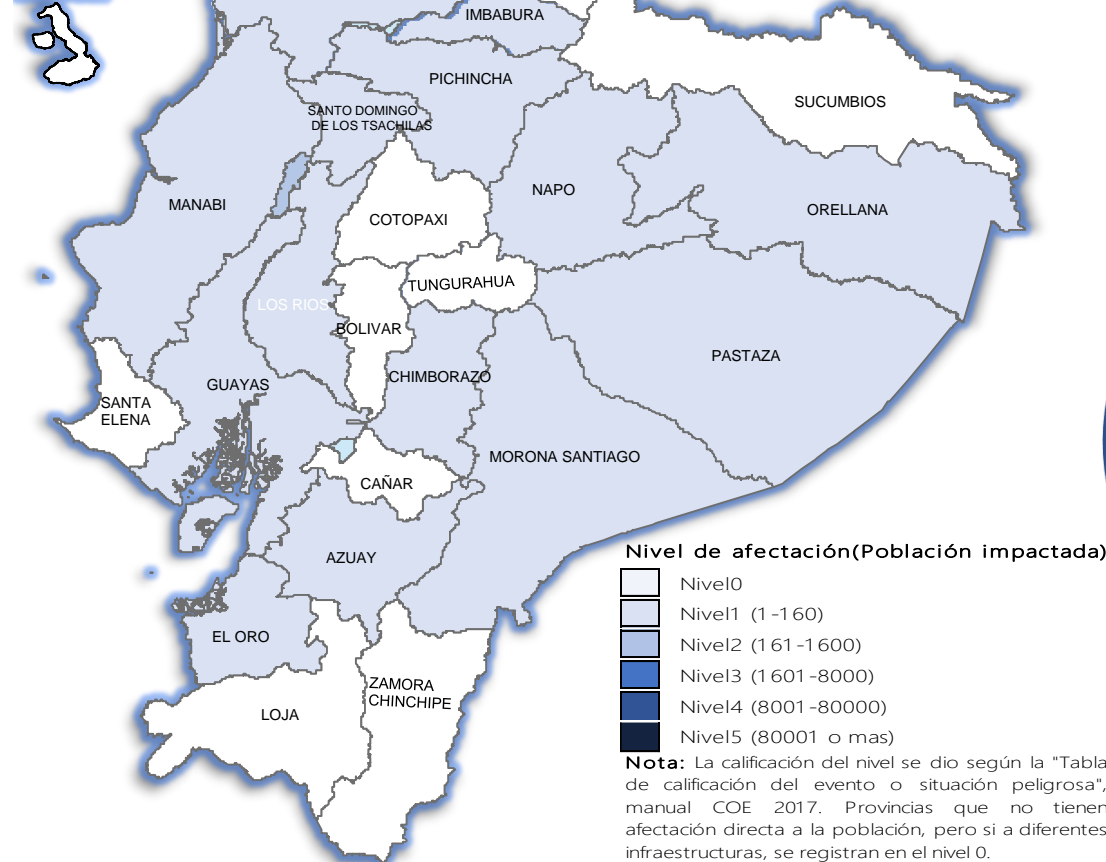 IMBABURA
PICHINCHA
SUCUMBIOS
SANTO DOMINGO
DE LOS TSACHILAS
NAPO
MANABI
ORELLANA
COTOPAXI
TUNGURAHUA
LOS RIOS
BOLIVAR
PASTAZA
CHIMBORAZO
GUAYAS
SANTA
ELENA
MORONA SANTIAGO
CAÑAR
AZUAY
EL ORO
ZAMORA
CHINCHIPE
LOJA
Nivel de afectación(Población impactada)
Nivel0
Nivel1 (1-160)
Nivel2 (161-1600)
Nivel3 (1601-8000)
Nivel4 (8001-80000)
Nivel5 (80001 o mas)
Nota: La calificación del nivel se dio según la "Tabla
de calificación del evento o situación peligrosa",
manual COE 2017. Provincias que no tienen
afectación directa a la población, pero si a diferentes
infraestructuras, se registran en el nivel 0.